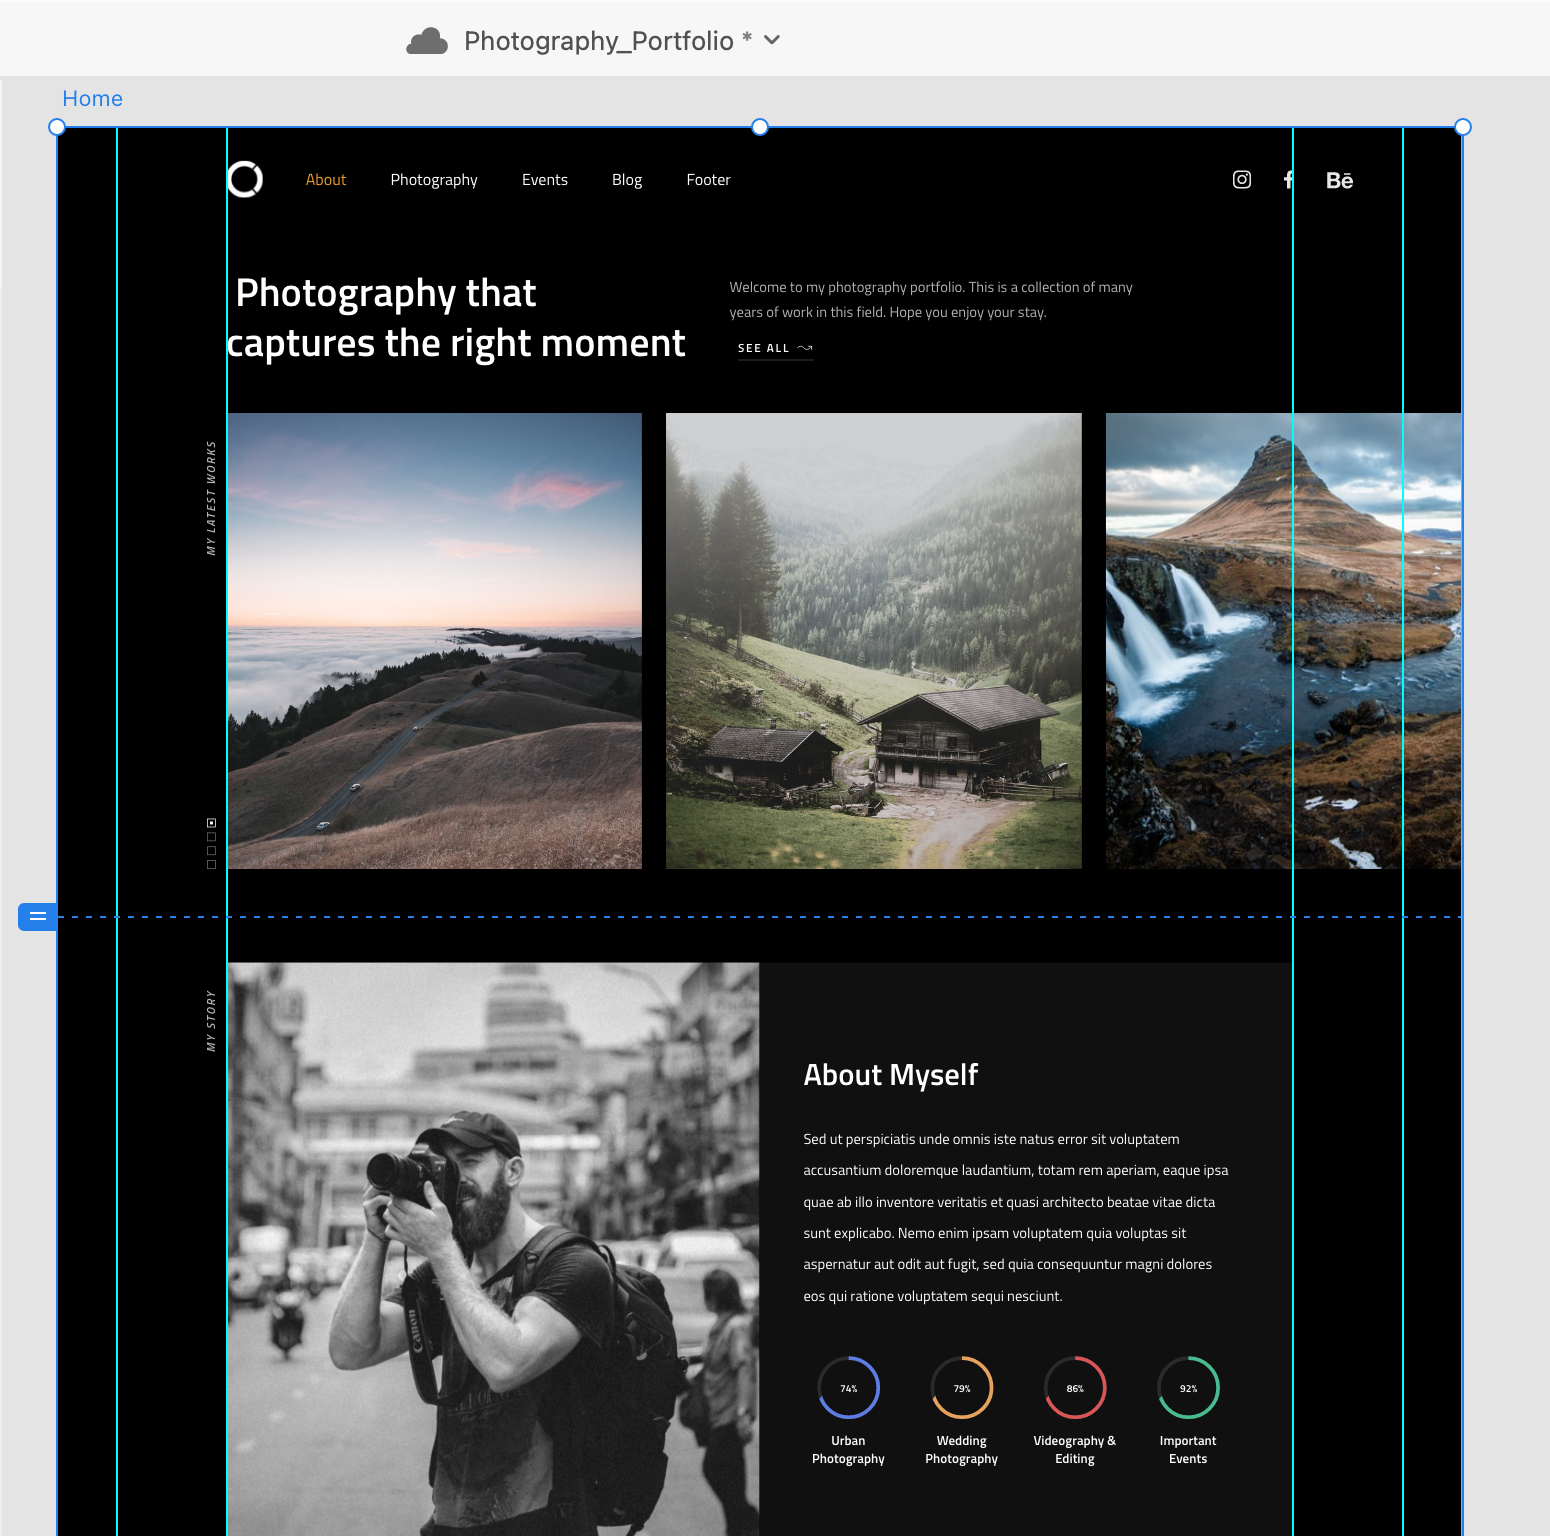 Photography_Portfolio *
Home
About Photography Events Blog Footer Bē
Photography that
captures the right moment
Welcome to my photography portfolio. This is a collection of many
years of work in this field. Hope you enjoy your stay.
SEE ALL
MY LATEST WORKS
MY STORY
Canon
About Myself
Sed ut perspiciatis unde omnis iste natus error sit voluptatem
accusantium doloremque laudantium, totam rem aperiam, eaque ipsa
quae ab illo inventore veritatis et quasi architecto beatae vitae dicta
sunt explicabo. Nemo enim ipsam voluptatem quia voluptas sit
aspernatur aut odit aut fugit, sed quia consequuntur magni dolores
eos qui ratione voluptatem sequi nesciunt.
74%
Urban
Photography
79%
Wedding
Photography
86%
Videography &
Editing
92%
Important
Events